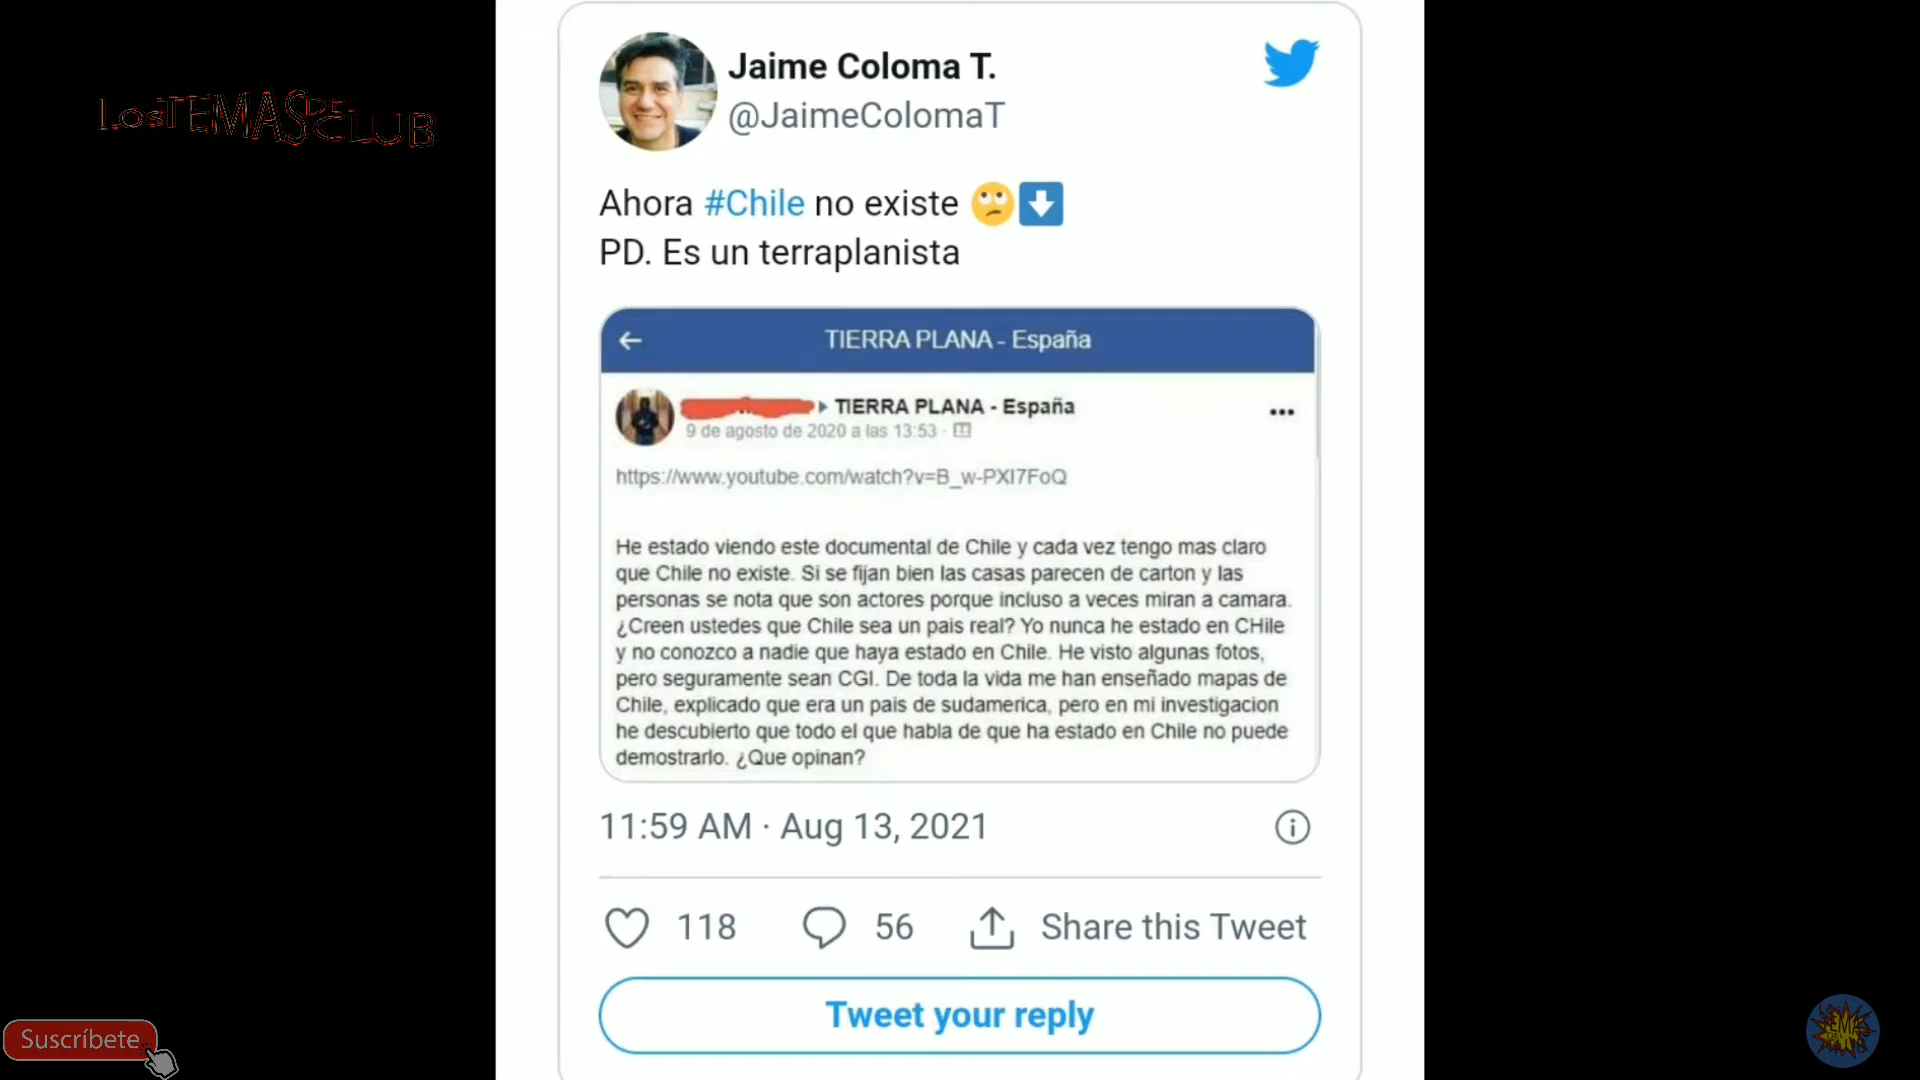 Los TEMAS DE CLUB
Jaime Coloma T.
@JaimeColomaT
Ahora #Chile no existe 🙄⬇️
PD. Es un terraplanista
TIERRA PLANA - España
TIERRA PLANA - España
9 de agosto de 2020 a las 13:53 ·
https://www.youtube.com/watch?v=B_w-PXI7FoQ
He estado viendo este documental de Chile y cada vez tengo mas claro
que Chile no existe. Si se fijan bien las casas parecen de carton y las
personas se nota que son actores porque incluso a veces miran a camara.
¿Creen ustedes que Chile sea un pais real? Yo nunca he estado en CHile
y no conozco a nadie que haya estado en Chile. He visto algunas fotos,
pero seguramente sean CGI. De toda la vida me han enseñado mapas de
Chile, explicado que era un pais de sudamerica, pero en mi investigacion
he descubierto que todo el que habla de que ha estado en Chile no puede
demostrarlo. ¿Que opinan?
11:59 AM · Aug 13, 2021
118 56 Share this Tweet
Tweet your reply
Suscríbete